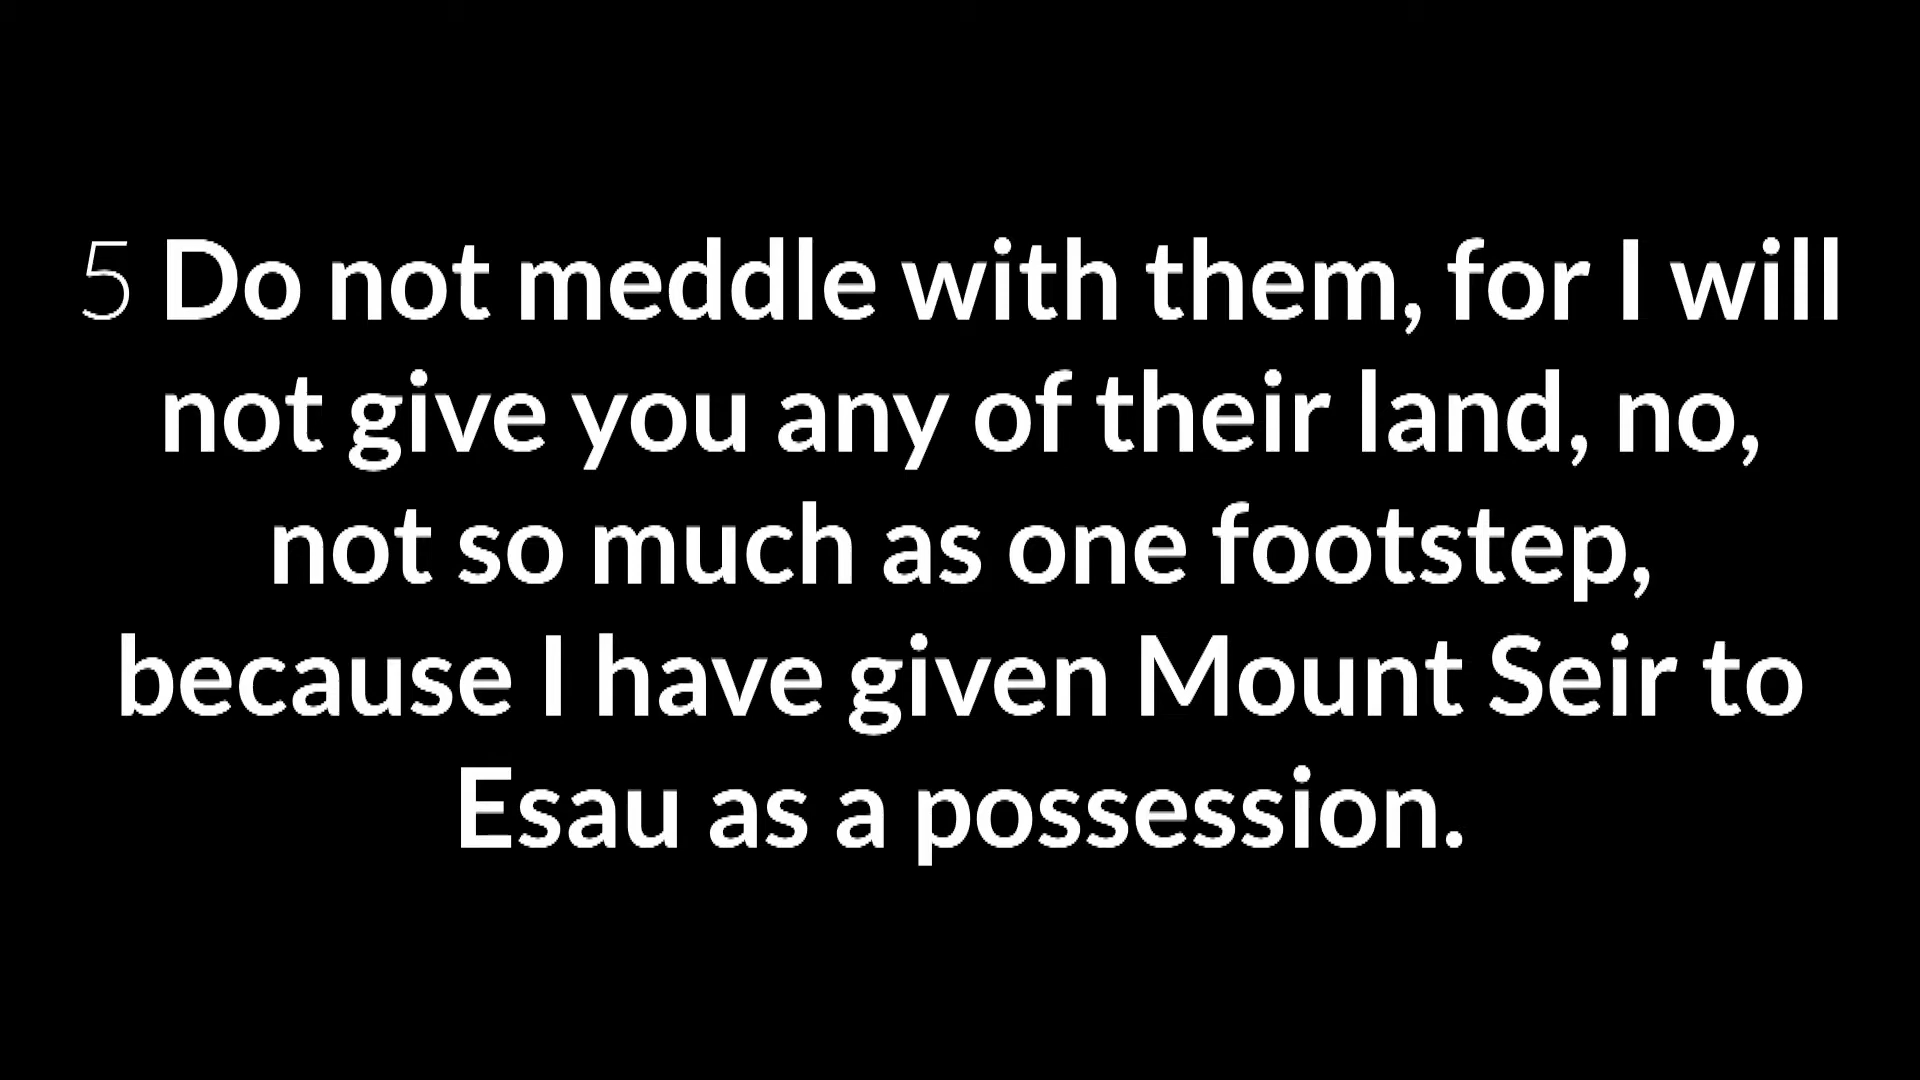 5 Do not meddle with them, for I will
not give you any of their land, no,
not so much as one footstep,
because I have given Mount Seir to
Esau as a possession.